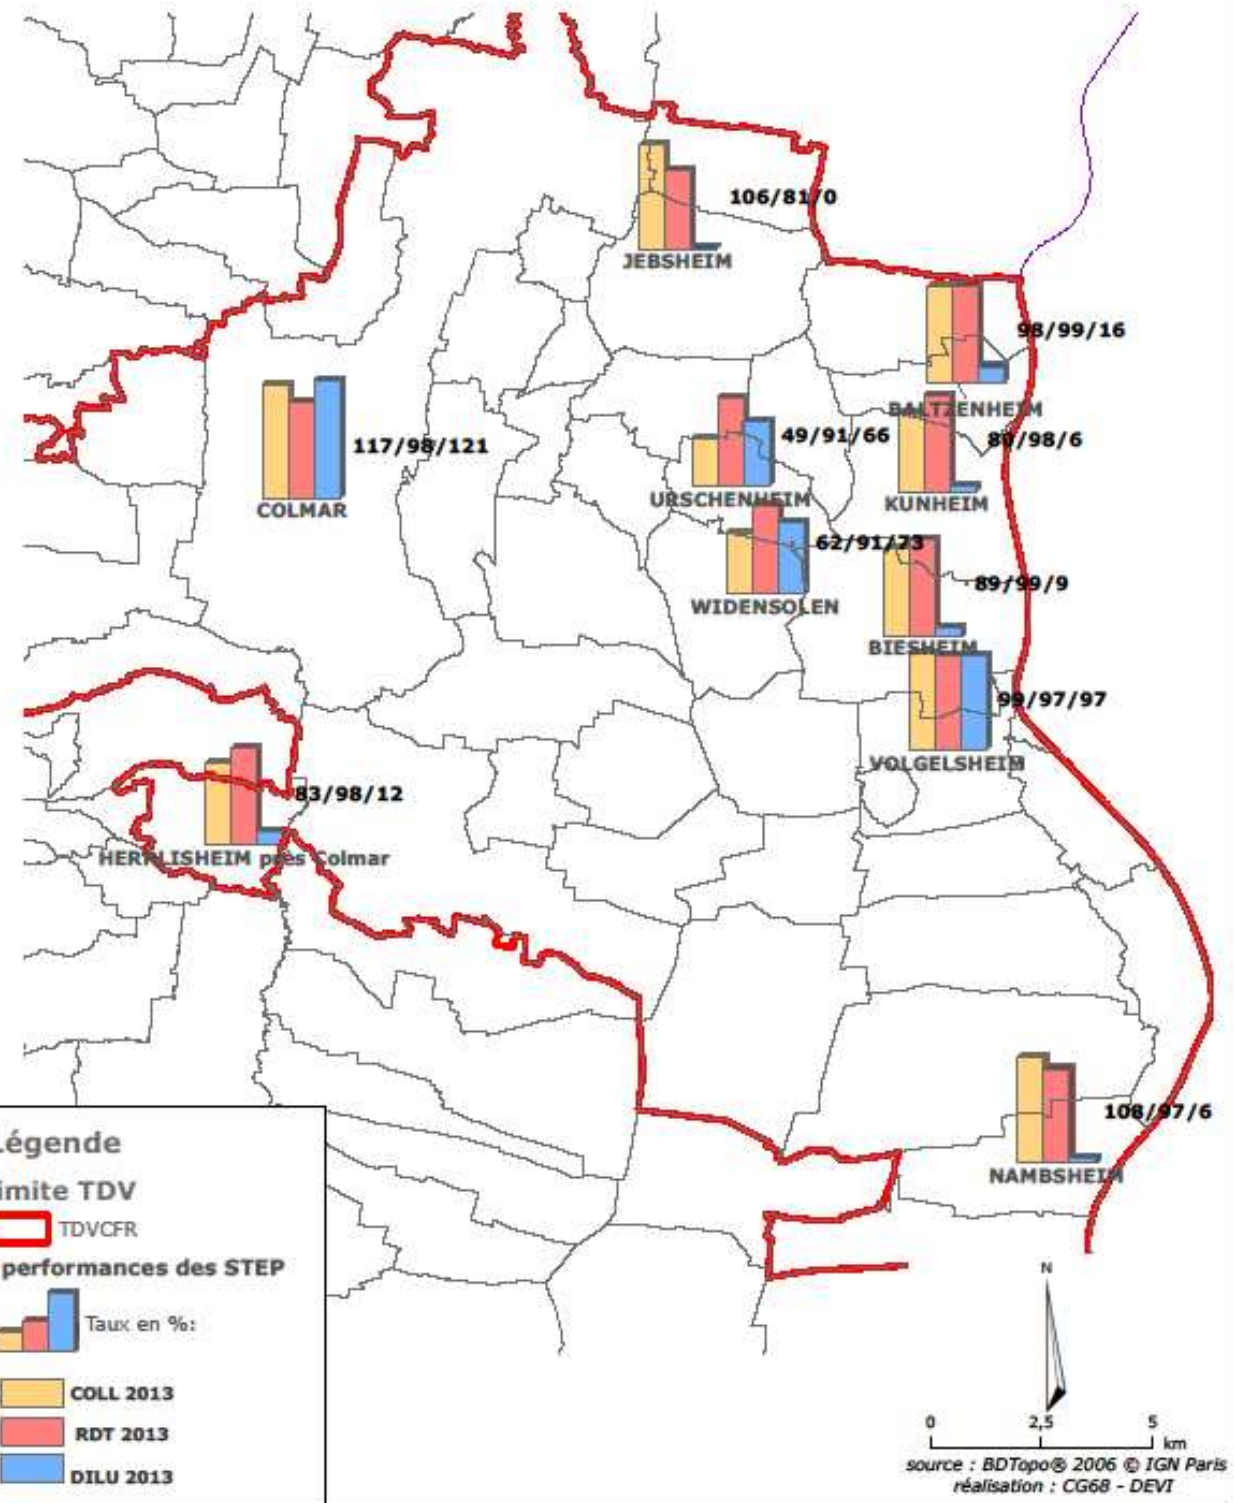 106/81/0
JEBSHEIM
98/99/16
BALTZENHEIM
117/98/121
COLMAR
49/91/66
URSCHENHEIM
80/98/6
KUNHEIM
62/91/73
WIDENSOLEN
89/99/9
BIESHEIM
99/97/97
VOLGELSHEIM
83/98/12
HERRLISHEIM près Colmar
108/97/6
NAMBSHEIM
Légende
imite TDV
TDVCFR
performances des STEP
Taux en %:
COLL 2013
RDT 2013
DILU 2013
N
0 2,5 5
km
source : BDTopo® 2006 © IGN Paris
réalisation : CG68 - DEVI